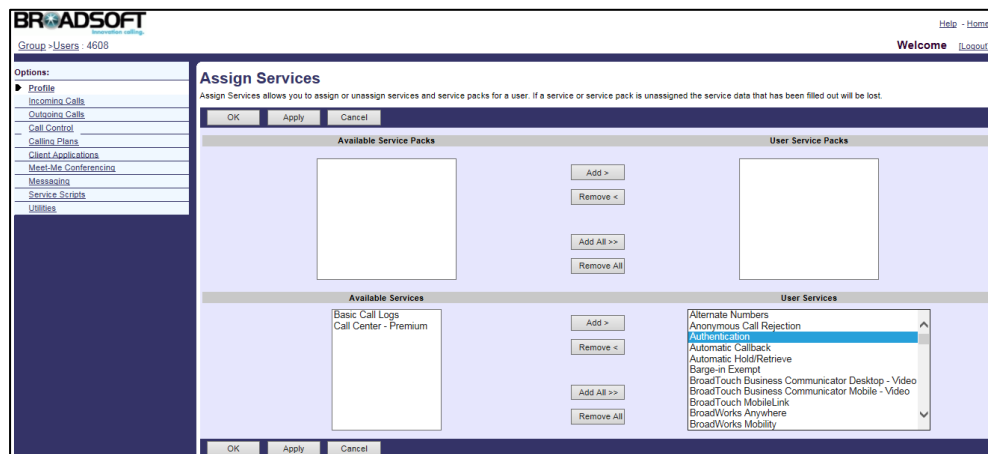 BROADSOFT
Innovation calling.
Help - Home
Group >Users : 4608
Welcome [Logout]
Options:
Profile
Incoming Calls
Outgoing Calls
Call Control
Calling Plans
Client Applications
Meet-Me Conferencing
Messaging
Service Scripts
Utilities
Assign Services
Assign Services allows you to assign or unassign services and service packs for a user. If a service or service pack is unassigned the service data that has been filled out will be lost.
OK Apply Cancel
Available Service Packs User Service Packs
Add >
Remove <
Add All >>
Remove All
Available Services User Services
Basic Call Logs
Call Center - Premium
Add >
Remove <
Add All >>
Remove All
Alternate Numbers
Anonymous Call Rejection
Authentication
Automatic Callback
Automatic Hold/Retrieve
Barge-in Exempt
BroadTouch Business Communicator Desktop - Video
BroadTouch Business Communicator Mobile - Video
BroadTouch MobileLink
BroadWorks Anywhere
BroadWorks Mobility
OK Apply Cancel